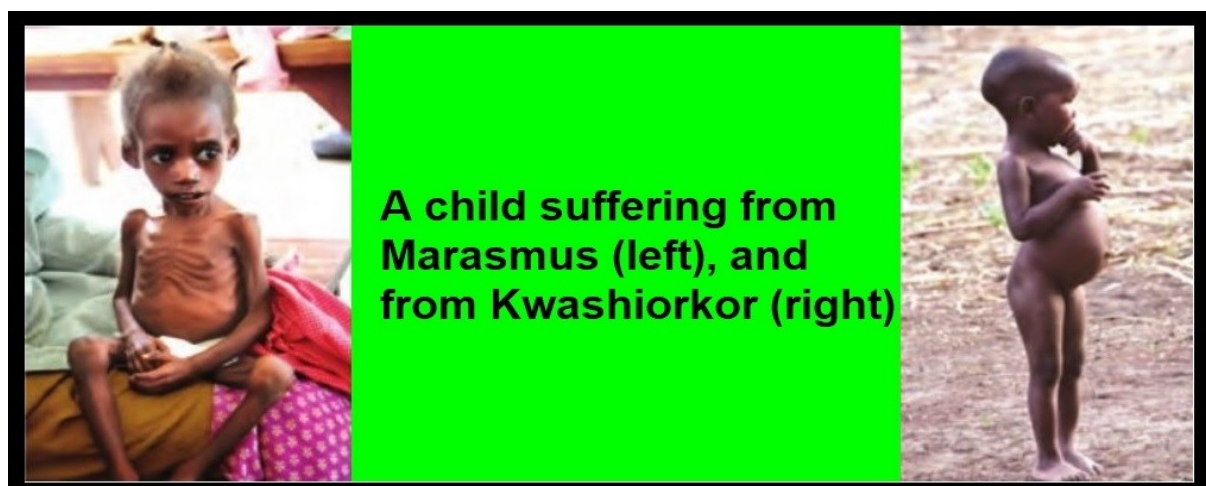 A child suffering from
Marasmus (left), and
from Kwashiorkor (right)